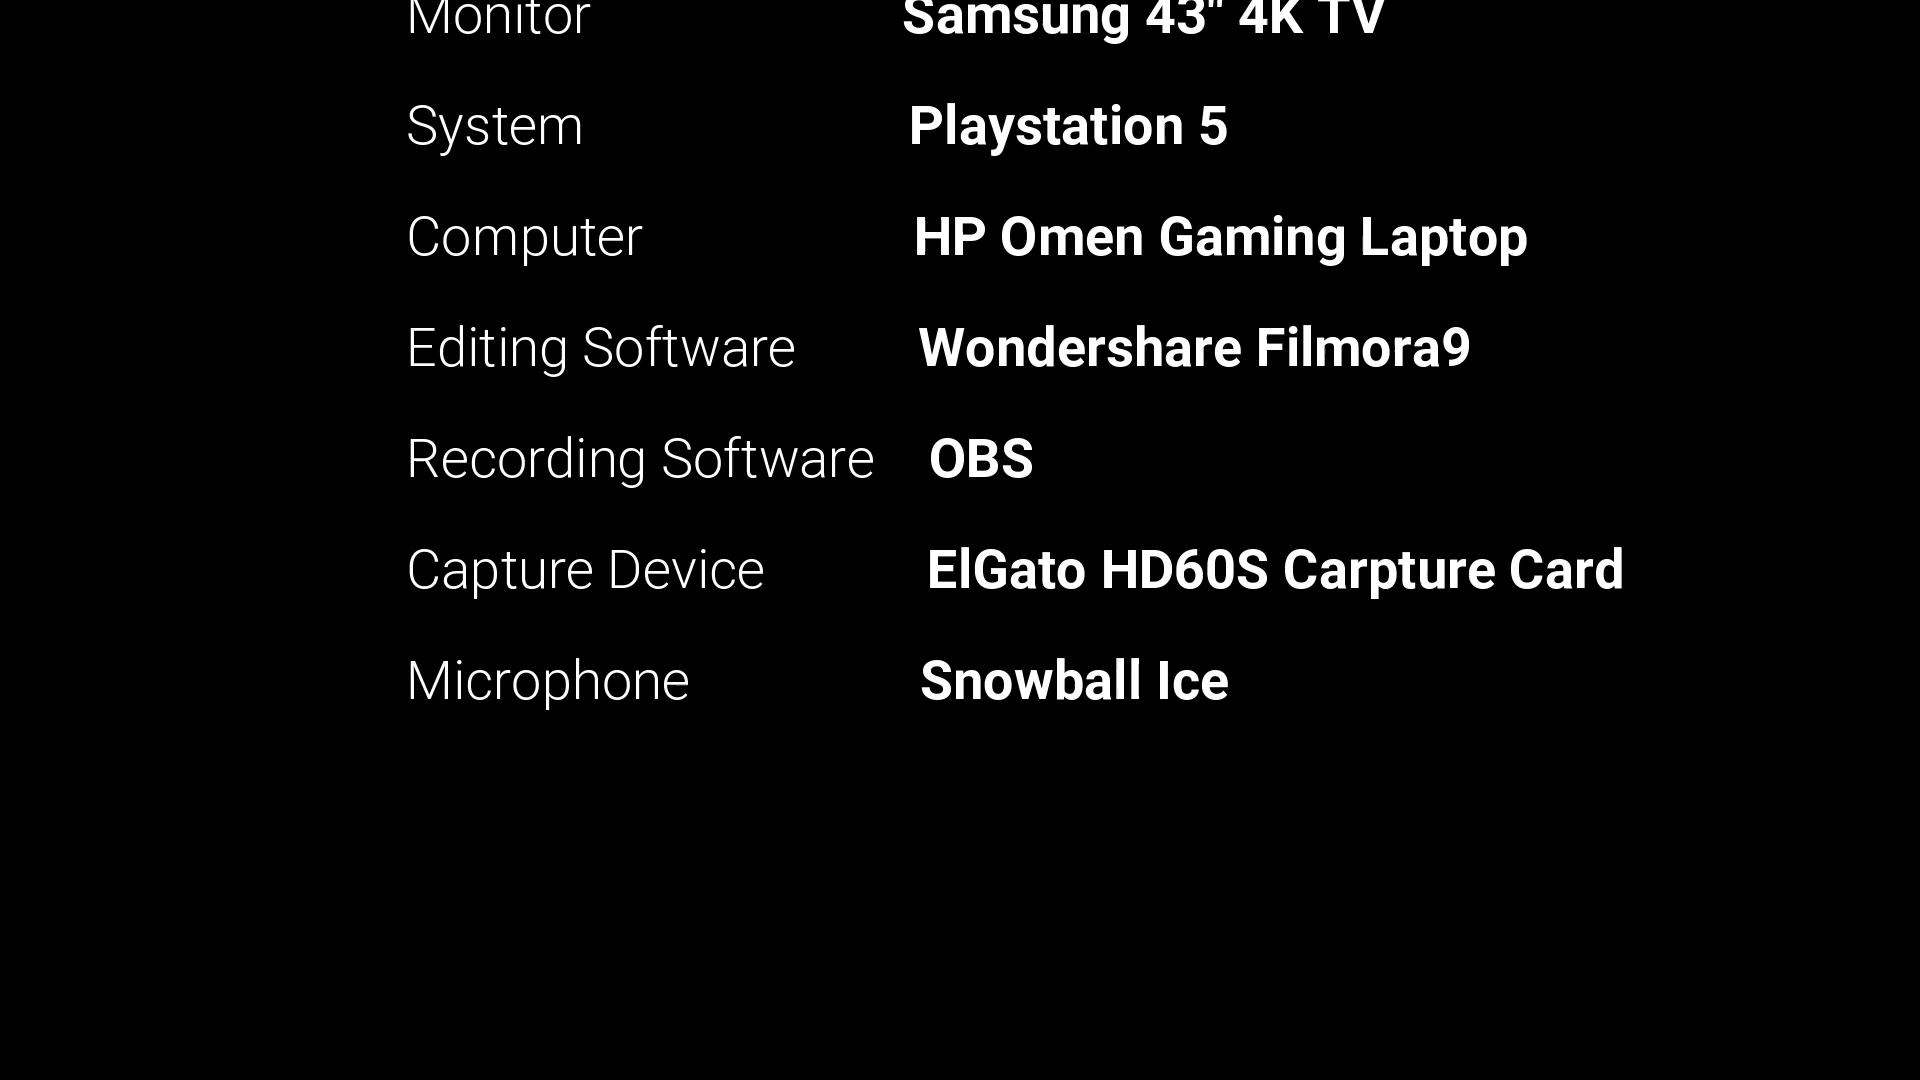 Monitor Samsung 43" 4K TV
System Playstation 5
Computer HP Omen Gaming Laptop
Editing Software Wondershare Filmora9
Recording Software OBS
Capture Device ElGato HD60S Carpture Card
Microphone Snowball Ice